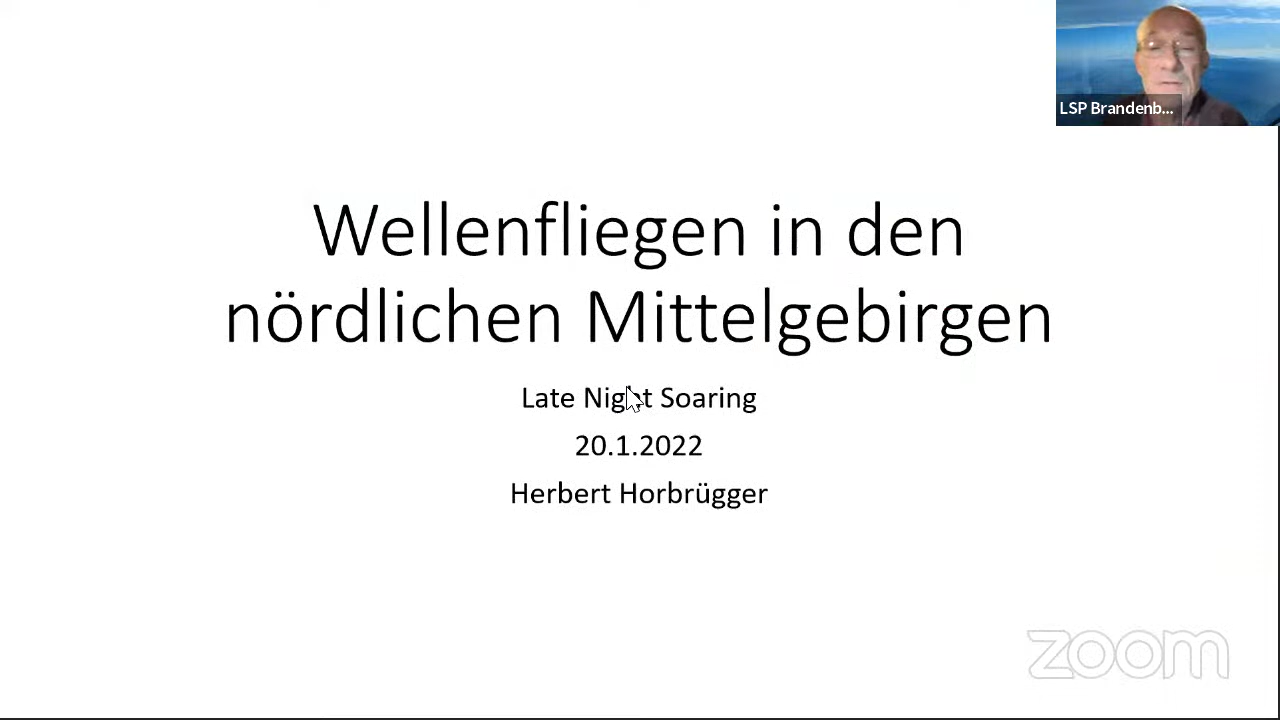 LSP Brandenb...
Wellenfliegen in den
nördlichen Mittelgebirgen
Late Night Soaring
20.1.2022
Herbert Horbrügger
zoom